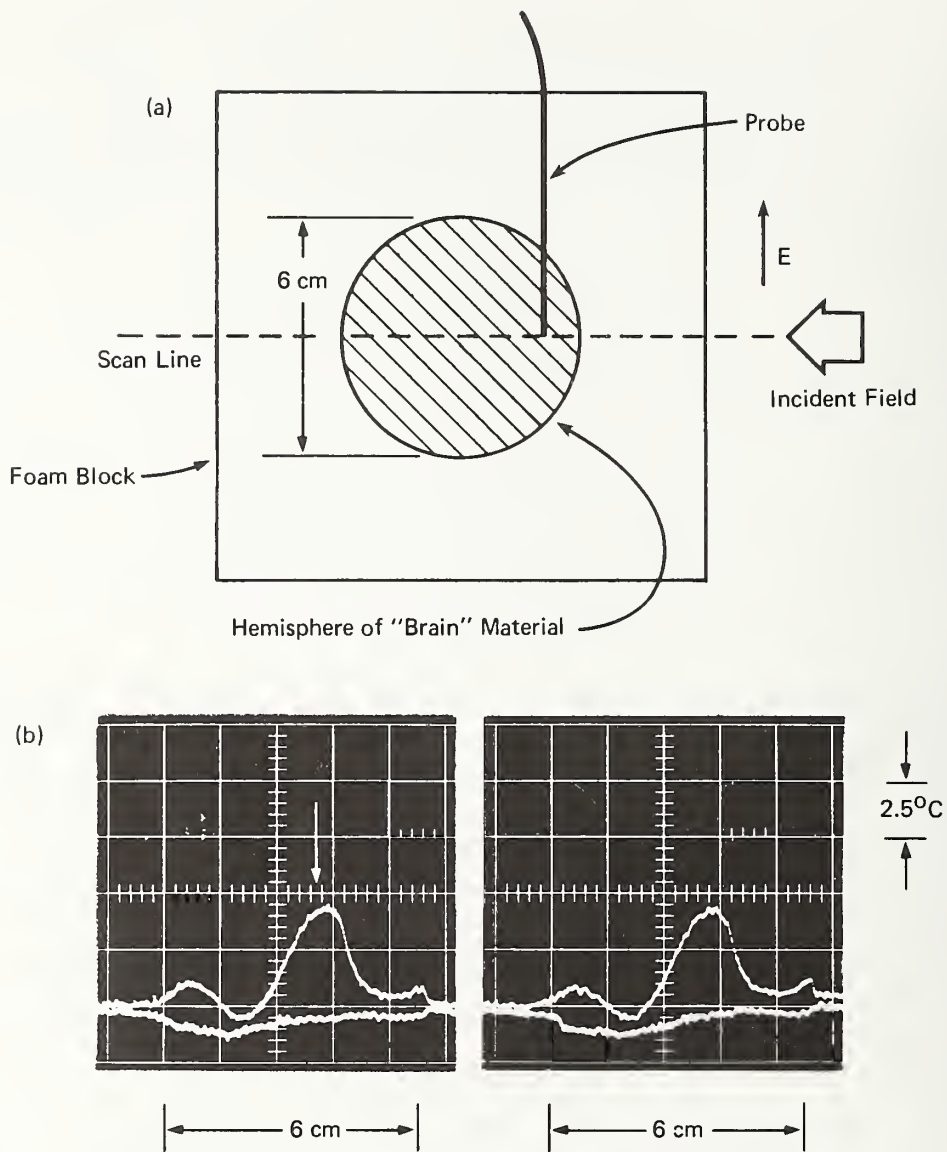 (a)
Probe
E
6 cm
Scan Line
Incident Field
Foam Block
Hemisphere of "Brain" Material
(b)
2.5°C
6 cm
6 cm